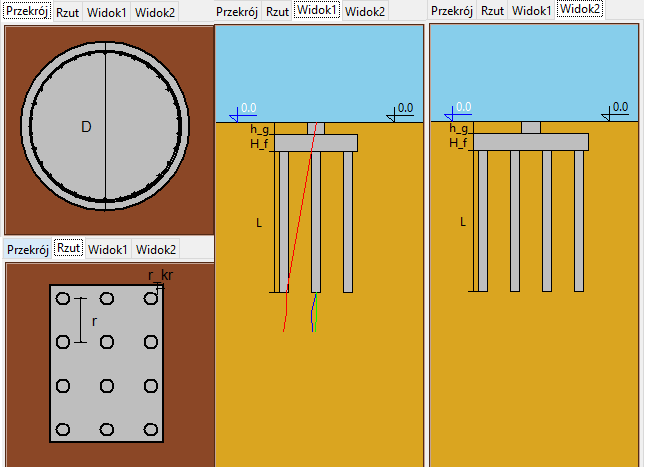 Przekrój Rzut Widok1 Widok2
D
Przekrój Rzut Widok1 Widok2
r_kr
r
Przekrój Rzut Widok1 Widok2
0.0 0.0
h_g
H_f
L
Przekrój Rzut Widok1 Widok2
0.0 0.0
h_g
H_f
L